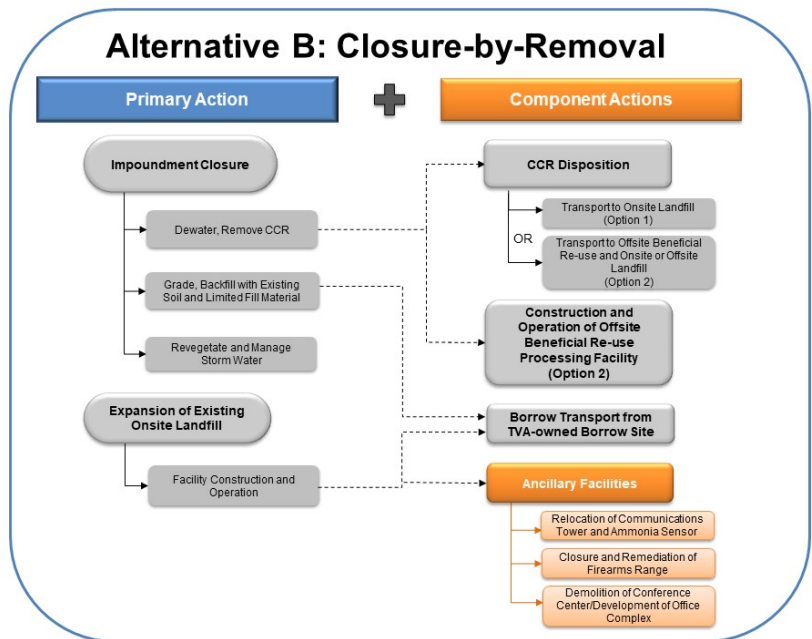 Alternative B: Closure-by-Removal
Primary Action
Component Actions
Impoundment Closure
Dewater, Remove CCR
Grade, Backfill with Existing
Soil and Limited Fill Material
Revegetate and Manage
Storm Water
Expansion of Existing
Onsite Landfill
Facility Construction and
Operation
CCR Disposition
Transport to Onsite Landfill
(Option 1)
OR
Transport to Offsite Beneficial
Re-use and Onsite or Offsite
Landfill
(Option 2)
Construction and
Operation of Offsite
Beneficial Re-use
Processing Facility
(Option 2)
Borrow Transport from
TVA-owned Borrow Site
Ancillary Facilities
Relocation of Communications
Tower and Ammonia Sensor
Closure and Remediation of
Firearms Range
Demolition of Conference
Center/Development of Office
Complex